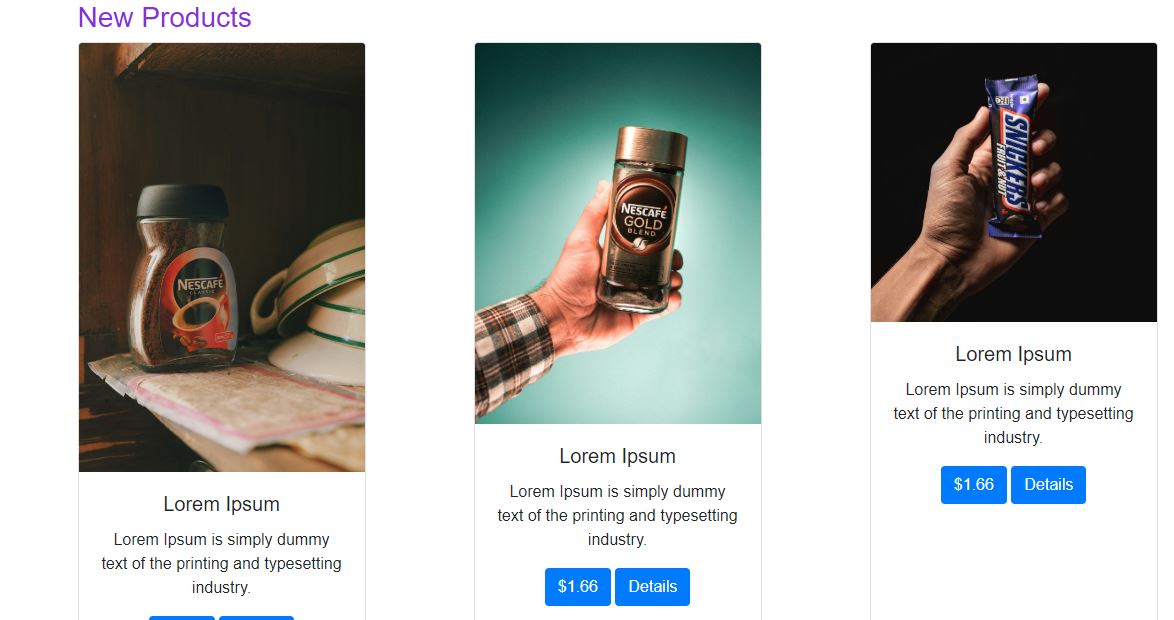 New Products
NESCAFÉ
CLASSIC
Lorem Ipsum
Lorem Ipsum is simply dummy
text of the printing and typesetting
industry.
NESCAFÉ
GOLD
BLEND
Lorem Ipsum
Lorem Ipsum is simply dummy
text of the printing and typesetting
industry.
$1.66 Details
SNICKERS
FRUIT & NUT
Lorem Ipsum
Lorem Ipsum is simply dummy
text of the printing and typesetting
industry.
$1.66 Details